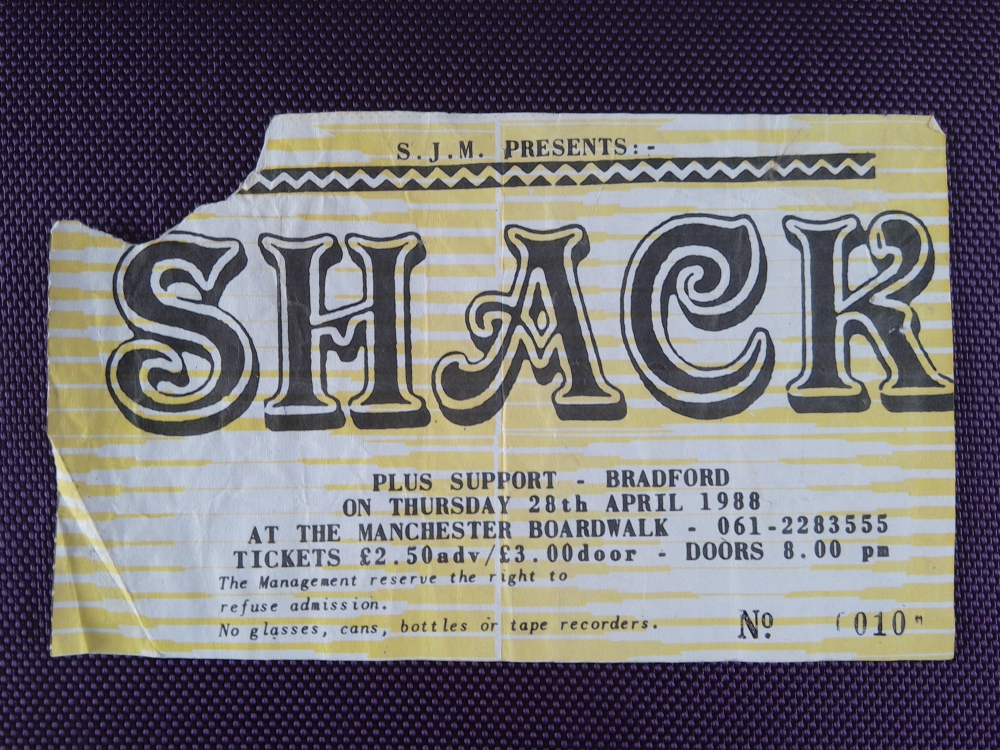 S.J.M. PRESENTS:-
SHACK
PLUS SUPPORT - BRADFORD
ON THURSDAY 28th APRIL 1988
AT THE MANCHESTER BOARDWALK - 061-2283555
TICKETS £2.50adv/£3.00door - DOORS 8.00 pm
The Management reserve the right to
refuse admission.
No glasses, cans, bottles or tape recorders.
Nº 010